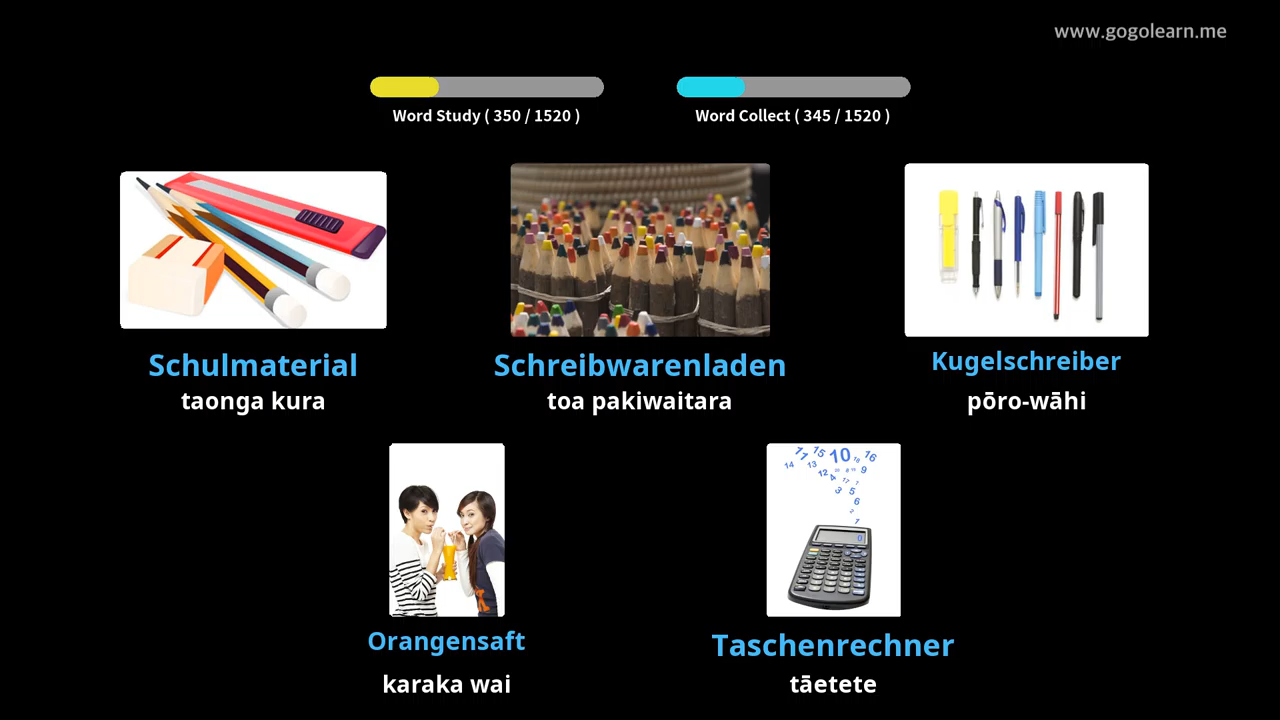 www.gogolearn.me
Word Study ( 350 / 1520 )
Word Collect ( 345 / 1520 )
Schulmaterial
taonga kura
Schreibwarenladen
toa pakiwaitara
Kugelschreiber
pōro-wāhi
Orangensaft
karaka wai
Taschenrechner
tāetete